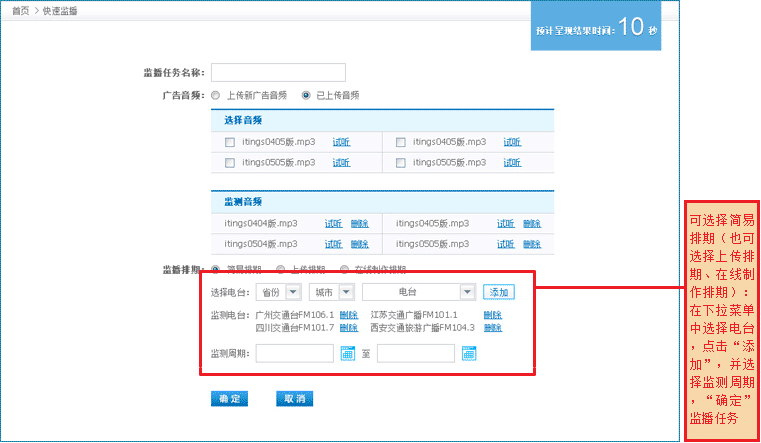 首页 > 快速监播
预计呈现结果时间：10 秒
监播任务名称：
广告音频： 上传新广告音频 已上传音频
选择音频
itings0405版.mp3 试听 itings0405版.mp3 试听
itings0505版.mp3 试听 itings0505版.mp3 试听
监测音频
itings0404版.mp3 试听 删除 itings0405版.mp3 试听 删除
itings0504版.mp3 试听 删除 itings0505版.mp3 试听 删除
监播排期： 简易排期 上传排期 在线制作排期
选择电台： 省份 城市 电台 添加
监测电台： 广州交通台FM106.1 删除 江苏交通广播FM101.1 删除
四川交通台FM101.7 删除 西安交通旅游广播FM104.3 删除
监测周期： 至
确 定 取 消
可选择简易
排期（也可
选择上传排
期、在线制
作排期）：
在下拉菜单
中选择电台
，点击“添
加”，并选
择监测周期
，“确定”
监播任务